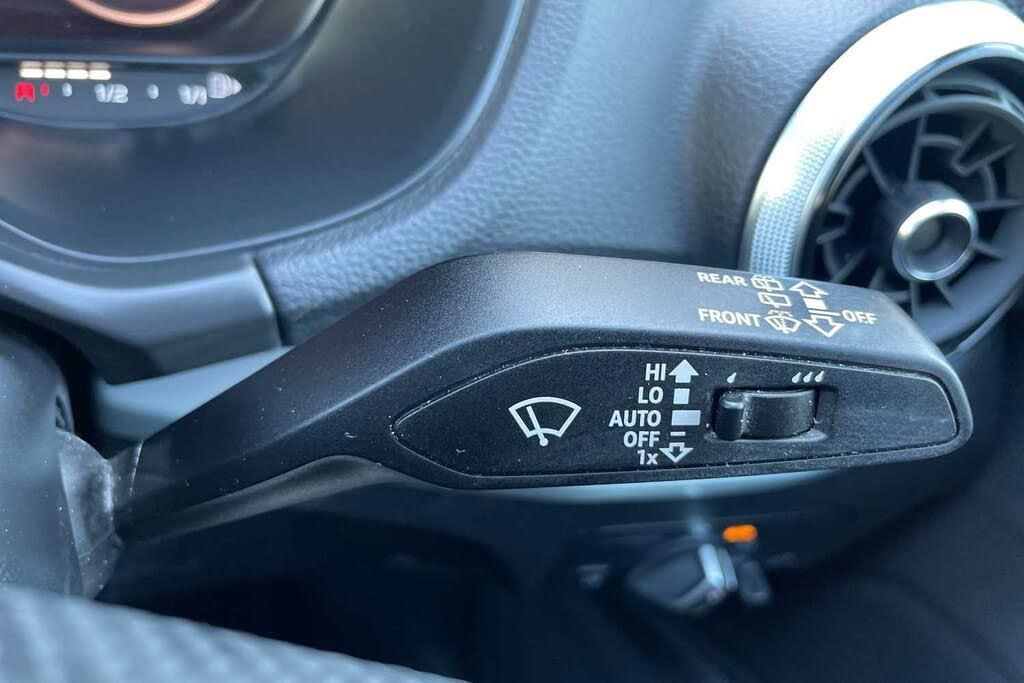 1/2 1/1
REAR
FRONT OFF
HI
LO
AUTO
OFF
1x